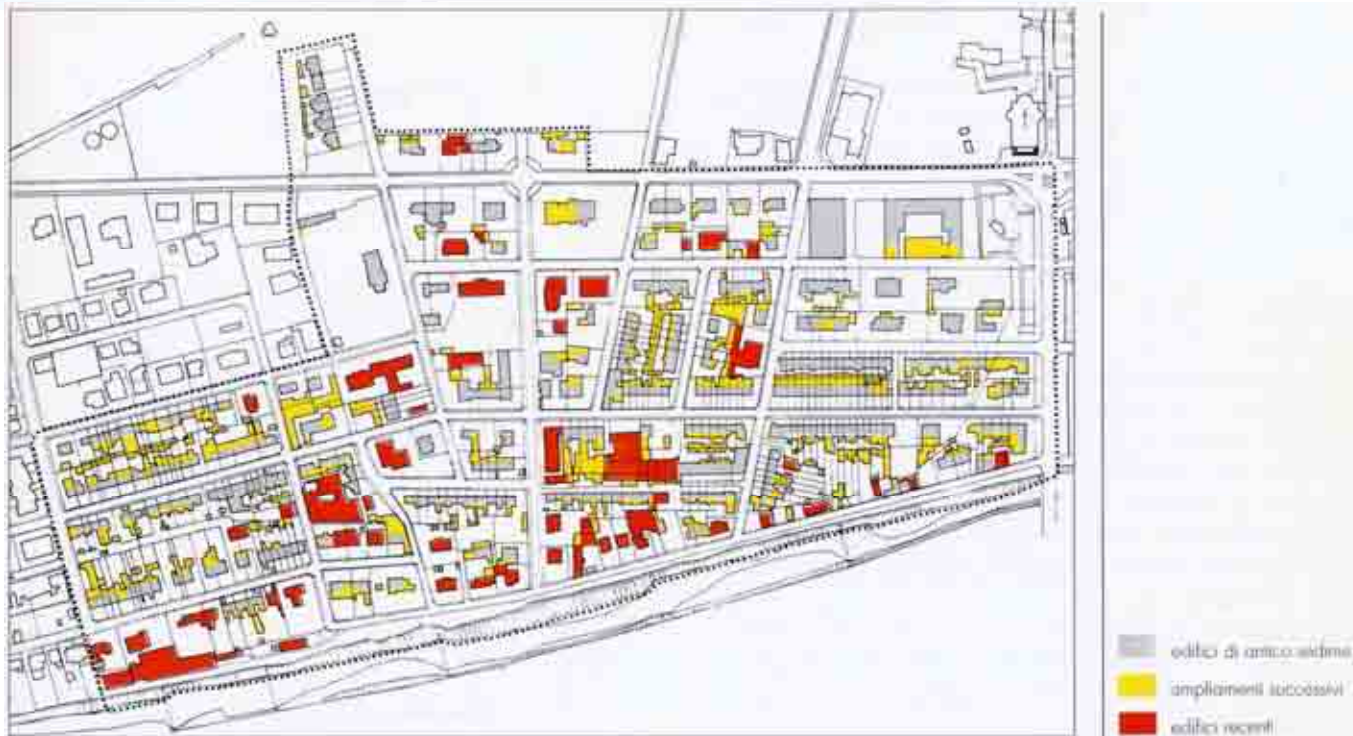 edifici di antico sedime
ampliamenti successivi
edifici recenti